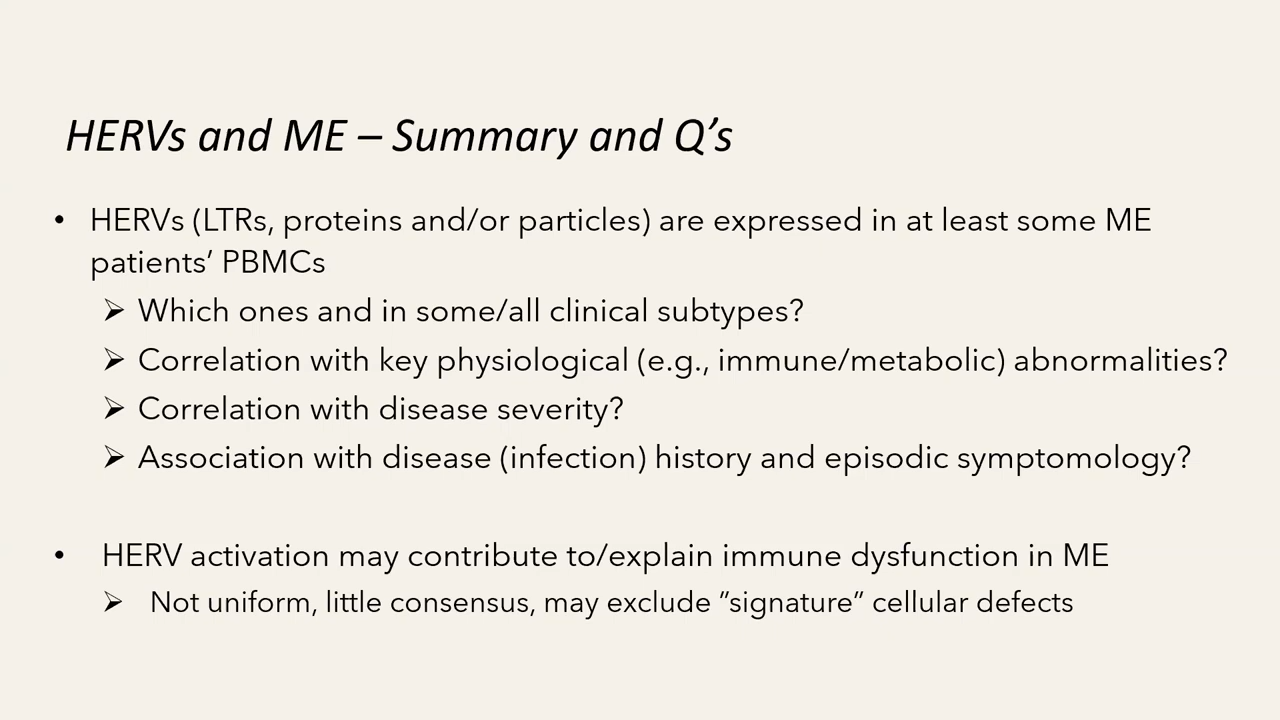 HERVs and ME – Summary and Q’s
• HERVs (LTRs, proteins and/or particles) are expressed in at least some ME
patients’ PBMCs
➢ Which ones and in some/all clinical subtypes?
➢ Correlation with key physiological (e.g., immune/metabolic) abnormalities?
➢ Correlation with disease severity?
➢ Association with disease (infection) history and episodic symptomology?
• HERV activation may contribute to/explain immune dysfunction in ME
➢ Not uniform, little consensus, may exclude ”signature” cellular defects